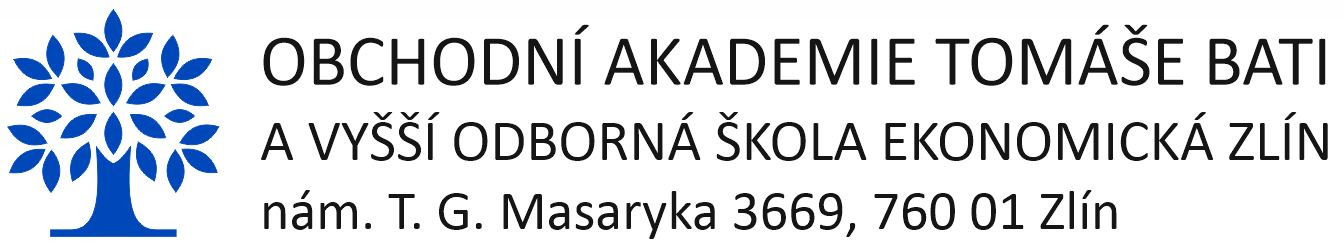 OBCHODNÍ AKADEMIE TOMÁŠE BATI
A VYŠŠÍ ODBORNÁ ŠKOLA EKONOMICKÁ ZLÍN
nám. T. G. Masaryka 3669, 760 01 Zlín